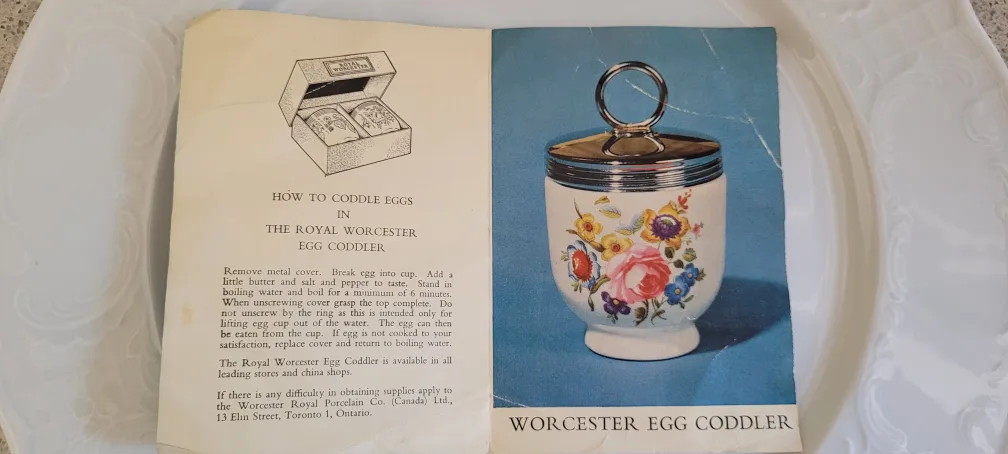 ROYAL
WORCESTER
HOW TO CODDLE EGGS
IN
THE ROYAL WORCESTER
EGG CODDLER
Remove metal cover. Break egg into cup. Add a
little butter and salt and pepper to taste. Stand in
boiling water and boil for a minimum of 6 minutes.
When unscrewing cover grasp the top complete. Do
not unscrew by the ring as this is intended only for
lifting egg cup out of the water. The egg can then
be eaten from the cup. If egg is not cooked to your
satisfaction, replace cover and return to boiling water.
The Royal Worcester Egg Coddler is available in all
leading stores and china shops.
If there is any difficulty in obtaining supplies apply to
the Worcester Royal Porcelain Co. (Canada) Ltd.,
13 Elm Street, Toronto 1, Ontario.
WORCESTER EGG CODDLER